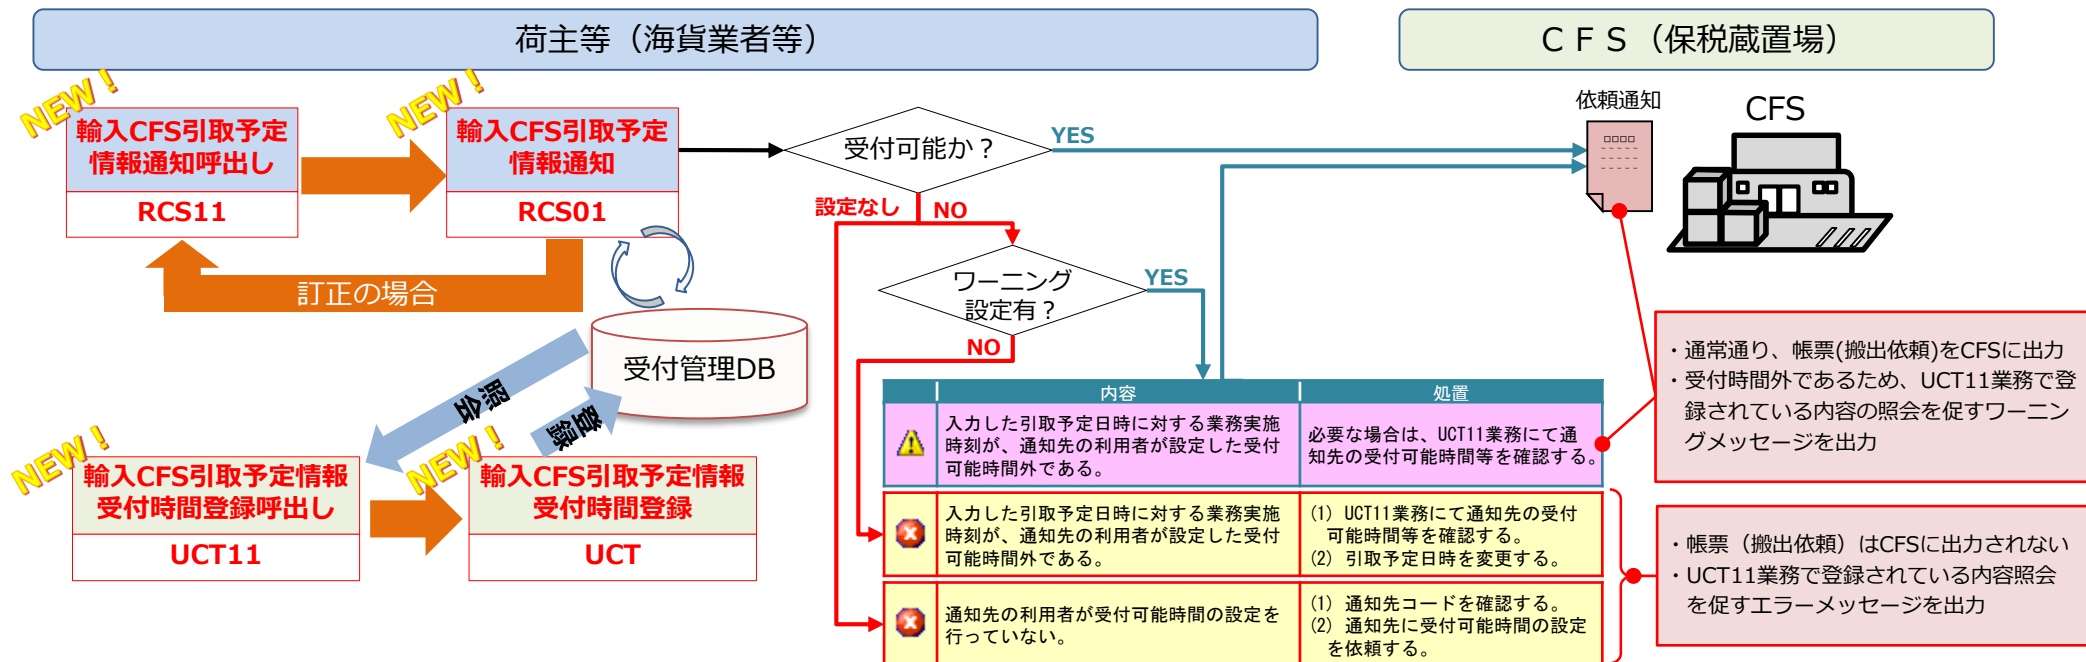 荷主等（海貨業者等）
ＣＦＳ（保税蔵置場）
NEW！
輸入CFS引取予定
情報通知呼出し
RCS11
NEW！
輸入CFS引取予定
情報通知
RCS01
訂正の場合
受付可能か？
YES
設定なし
NO
ワーニング
設定有？
YES
NO
依頼通知
CFS
受付管理DB
照会
登録
NEW！
輸入CFS引取予定情報
受付時間登録呼出し
UCT11
NEW！
輸入CFS引取予定情報
受付時間登録
UCT
内容
処置
入力した引取予定日時に対する業務実施
時刻が、通知先の利用者が設定した受付
可能時間外である。
必要な場合は、UCT11業務にて通
知先の受付可能時間等を確認する。
入力した引取予定日時に対する業務実施
時刻が、通知先の利用者が設定した受付
可能時間外である。
(1) UCT11業務にて通知先の受付
可能時間等を確認する。
(2) 引取予定日時を変更する。
通知先の利用者が受付可能時間の設定を
行っていない。
(1) 通知先コードを確認する。
(2) 通知先に受付可能時間の設定
を依頼する。
・通常通り、帳票(搬出依頼)をCFSに出力
・受付時間外であるため、UCT11業務で登
録されている内容の照会を促すワーニン
グメッセージを出力
・帳票（搬出依頼）はCFSに出力されない
・UCT11業務で登録されている内容照会
を促すエラーメッセージを出力